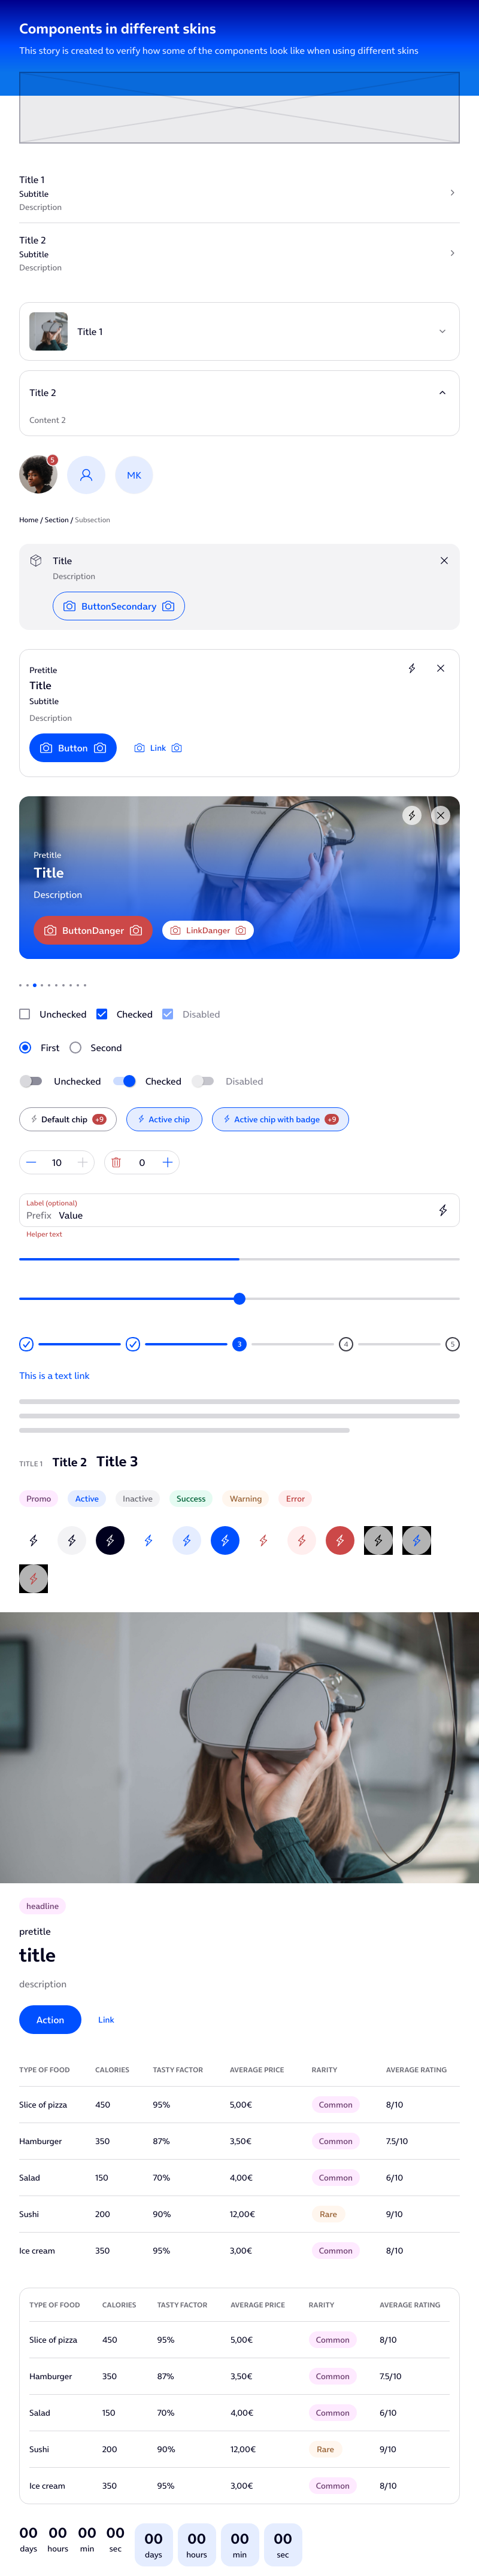 Components in different skins
This story is created to verify how some of the components look like when using different skins
Title 1
Subtitle
Description
Title 2
Subtitle
Description
Title 1
Title 2
Content 2
5
MK
Home / Section / Subsection
Title
Description
ButtonSecondary
Pretitle
Title
Subtitle
Description
Button Link
oculus
Pretitle
Title
Description
ButtonDanger LinkDanger
Unchecked Checked Disabled
First Second
Unchecked Checked Disabled
Default chip +9 Active chip Active chip with badge +9
10 0
Label (optional)
Prefix Value
Helper text
3 4 5
This is a text link
TITLE 1 Title 2 Title 3
Promo Active Inactive Success Warning Error
headline
pretitle
title
description
Action Link
TYPE OF FOOD CALORIES TASTY FACTOR AVERAGE PRICE RARITY AVERAGE RATING
Slice of pizza 450 95% 5,00€ Common 8/10
Hamburger 350 87% 3,50€ Common 7.5/10
Salad 150 70% 4,00€ Common 6/10
Sushi 200 90% 12,00€ Rare 9/10
Ice cream 350 95% 3,00€ Common 8/10
TYPE OF FOOD CALORIES TASTY FACTOR AVERAGE PRICE RARITY AVERAGE RATING
Slice of pizza 450 95% 5,00€ Common 8/10
Hamburger 350 87% 3,50€ Common 7.5/10
Salad 150 70% 4,00€ Common 6/10
Sushi 200 90% 12,00€ Rare 9/10
Ice cream 350 95% 3,00€ Common 8/10
00 00 00 00 00 00 00 00
days hours min sec days hours min sec